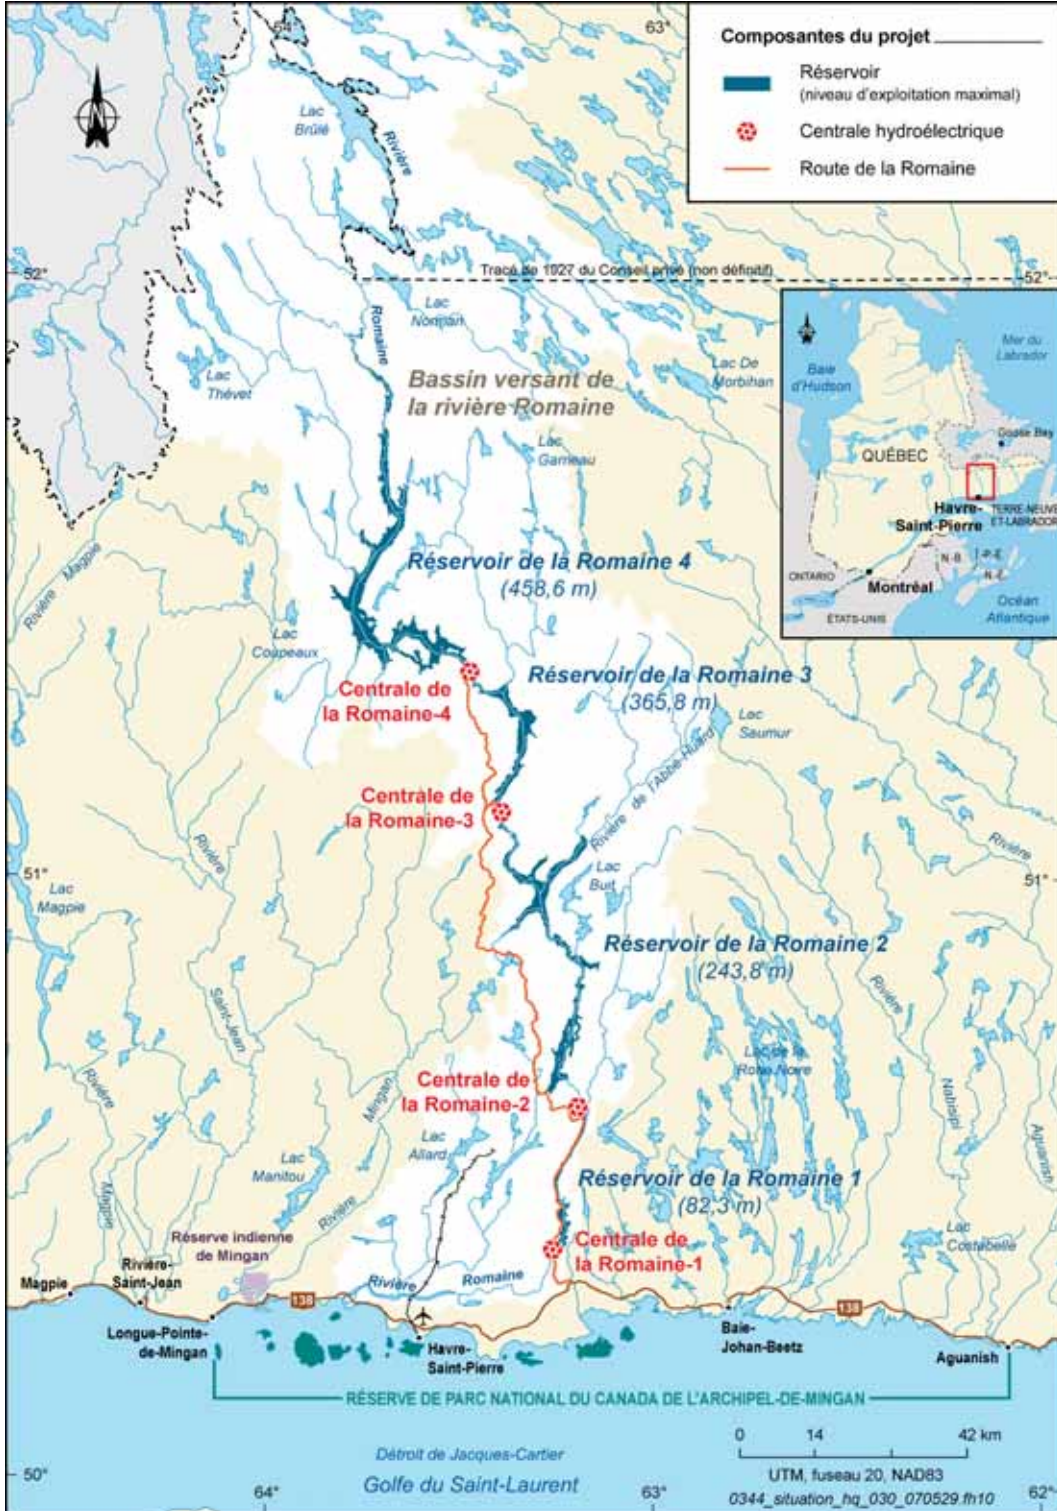 64°
63°
Composantes du projet
Réservoir
(niveau d'exploitation maximal)
Centrale hydroélectrique
Route de la Romaine
Lac
Brûlé
Rivière
52°
Tracé de 1927 du Conseil privé (non définitif)
52°
Romaine
Lac
Norman
Lac
Thévet
Bassin versant de
la rivière Romaine
Lac De
Morbihan
Lac
Garneau
Baie
d'Hudson
Mer du
Labrador
Goose Bay
QUÉBEC
Havre-
Saint-Pierre
TERRE-NEUVE
ET-LABRADOR
N.-B.
Î.-P.-É.
N.-É.
ONTARIO
Montréal
ÉTATS-UNIS
Océan
Atlantique
Rivière Magpie
Réservoir de la Romaine 4
(458,6 m)
Lac
Coupeaux
Centrale de
la Romaine-4
Réservoir de la Romaine 3
(365,8 m)
Lac
Saumur
Rivière de l'Abbé-Huard
Centrale de
la Romaine-3
Rivière
Rivière
51°
51°
Lac
Magpie
Lac
Buit
Réservoir de la Romaine 2
(243,8 m)
Saint-Jean
Rivière
Lac de la
Robe Noire
Centrale de
la Romaine-2
Rivière
Mingan
Nabisipi
Aguanish
Lac
Allard
Lac
Manitou
Réservoir de la Romaine 1
(82,3 m)
Magpie
Rivière
Réserve indienne
de Mingan
Centrale de
la Romaine-1
Lac
Costebelle
Rivière-
Saint-Jean
Magpie
Rivière
Romaine
138
138
Longue-Pointe-
de-Mingan
Havre-
Saint-Pierre
Baie-
Johan-Beetz
Aguanish
RÉSERVE DE PARC NATIONAL DU CANADA DE L'ARCHIPEL-DE-MINGAN
0 14 42 km
Détroit de Jacques-Cartier
Golfe du Saint-Laurent
50°
UTM, fuseau 20, NAD83
0344_situation_hq_030_070529.fh10
64°
63°
62°